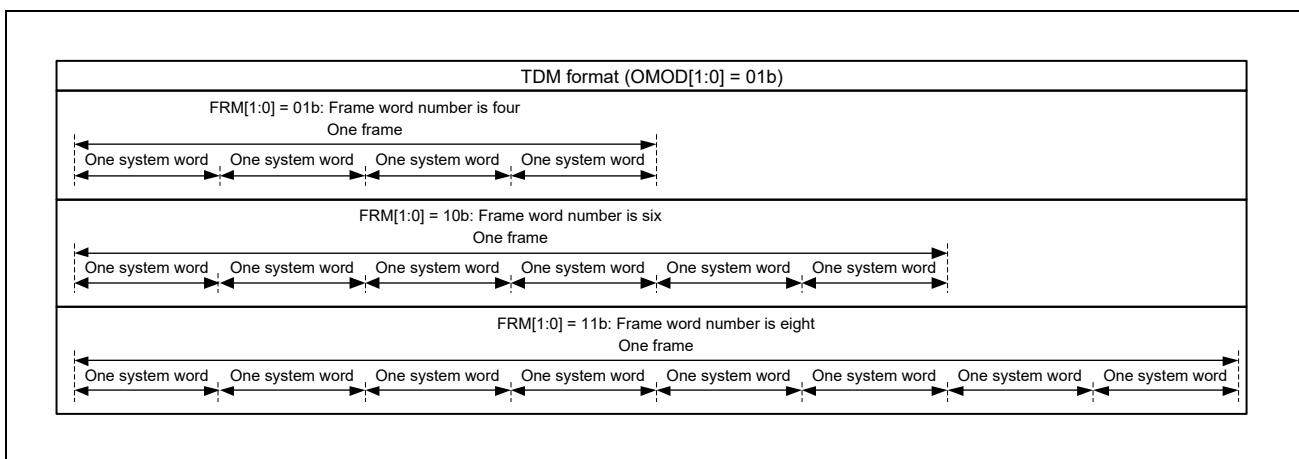 TDM format (OMOD[1:0] = 01b)
FRM[1:0] = 01b: Frame word number is four
One frame
One system word One system word One system word One system word
FRM[1:0] = 10b: Frame word number is six
One frame
One system word One system word One system word One system word One system word One system word
FRM[1:0] = 11b: Frame word number is eight
One frame
One system word One system word One system word One system word One system word One system word One system word One system word